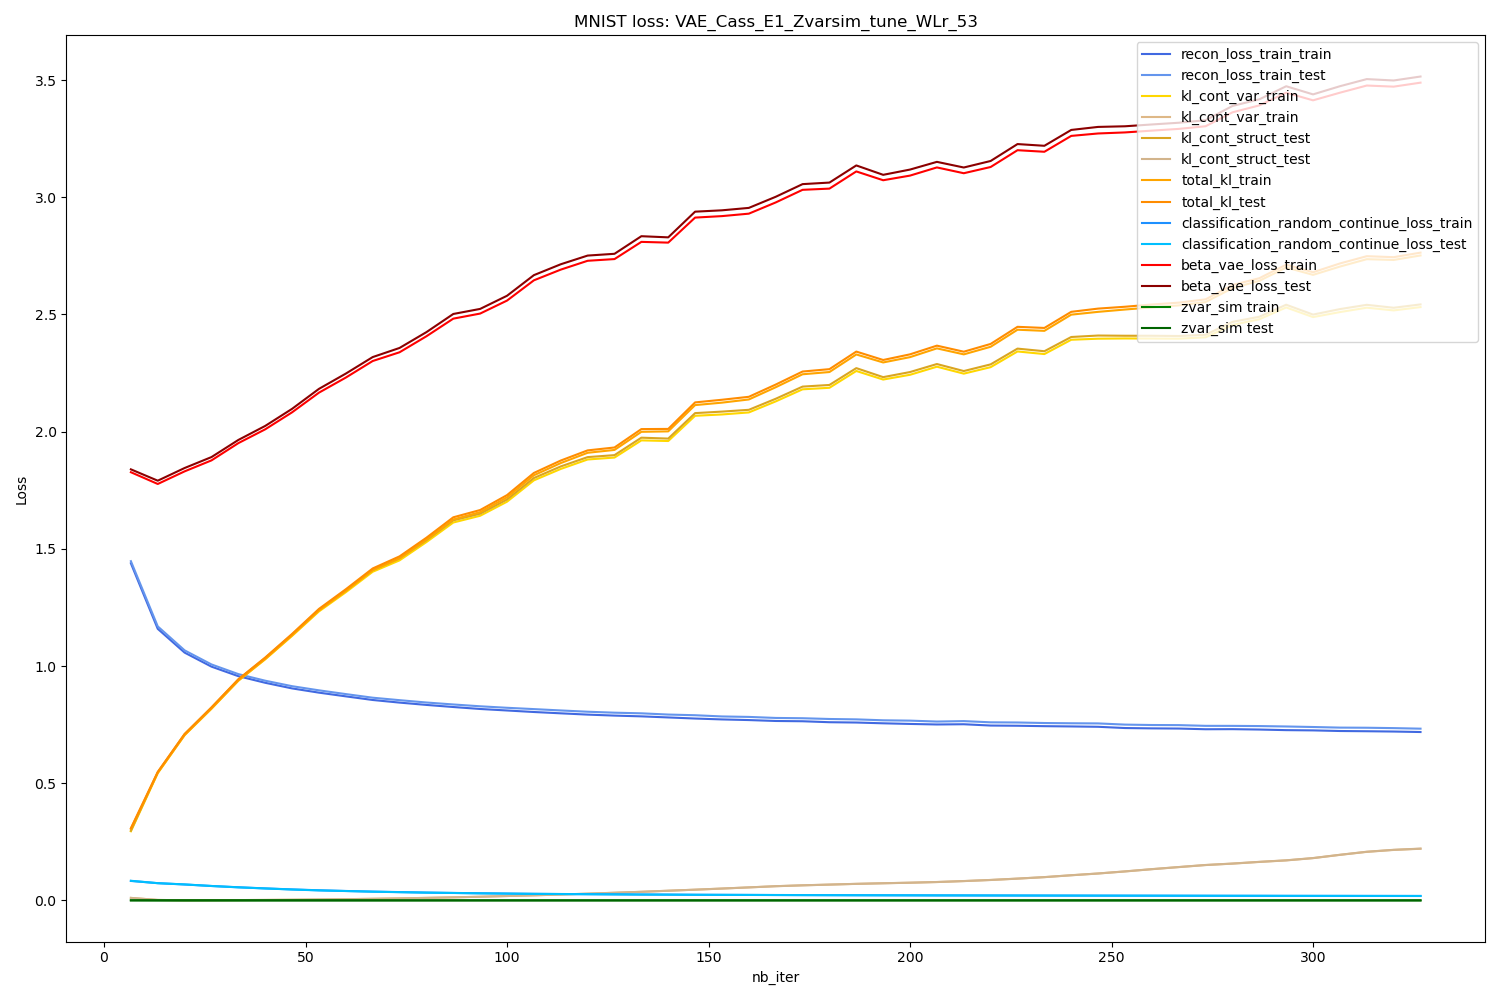 MNIST loss: VAE_Cass_E1_Zvarsim_tune_WLr_53
recon_loss_train_train
recon_loss_train_test
kl_cont_var_train
kl_cont_var_train
kl_cont_struct_test
kl_cont_struct_test
total_kl_train
total_kl_test
classification_random_continue_loss_train
classification_random_continue_loss_test
beta_vae_loss_train
beta_vae_loss_test
zvar_sim train
zvar_sim test
Loss
3.5
3.0
2.5
2.0
1.5
1.0
0.5
0.0
0 50 100 150 200 250 300
nb_iter